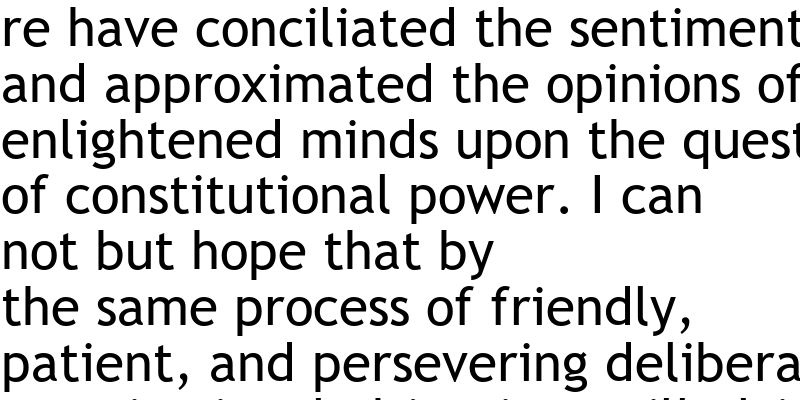 re have conciliated the sentiment
and approximated the opinions of
enlightened minds upon the quest
of constitutional power. I can
not but hope that by
the same process of friendly,
patient, and persevering delibera